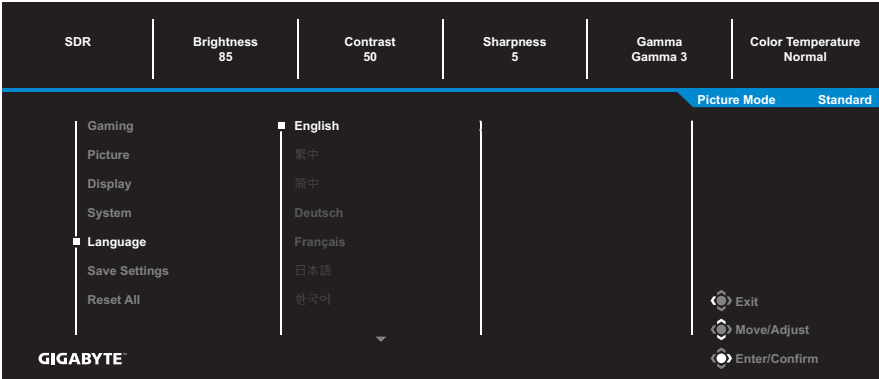 SDR
Brightness
85
Contrast
50
Sharpness
5
Gamma
Gamma 3
Color Temperature
Normal
Picture Mode Standard
Gaming
Picture
Display
System
Language
Save Settings
Reset All
English
繁中
简中
Deutsch
Français
日本語
한국어
Exit
Move/Adjust
Enter/Confirm
GIGABYTE™